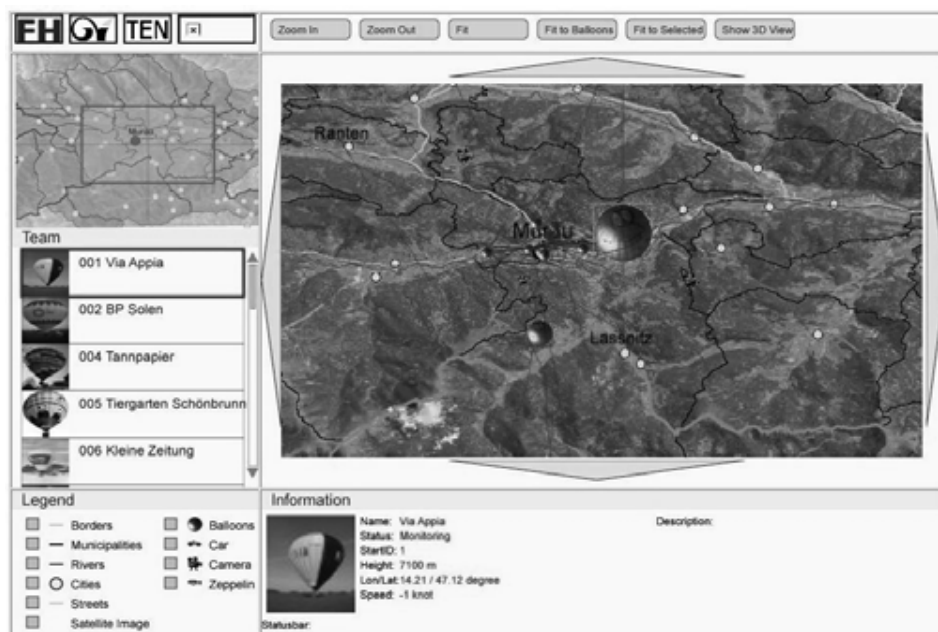 FH
TEN
Zoom In
Zoom Out
Fit
Fit to Balloons
Fit to Selected
Show 3D View
Murau
Ranten
Murau
Lassnitz
Team
001 Via Appia
002 BP Solen
004 Tannpapier
005 Tiergarten Schönbrunn
006 Kleine Zeitung
Legend
Borders
Municipalities
Rivers
Cities
Streets
Satellite Image
Balloons
Car
Camera
Zeppelin
Information
Name: Via Appia
Status: Monitoring
StartID: 1
Height: 7100 m
Lon/Lat: 14.21 / 47.12 degree
Speed: -1 knot
Description:
Statusbar: